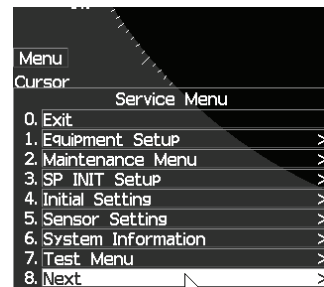 Menu
Cursor
Service Menu
0. Exit
1. Equipment Setup >
2. Maintenance Menu >
3. SP INIT Setup >
4. Initial Setting >
5. Sensor Setting >
6. System Information >
7. Test Menu >
8. Next >